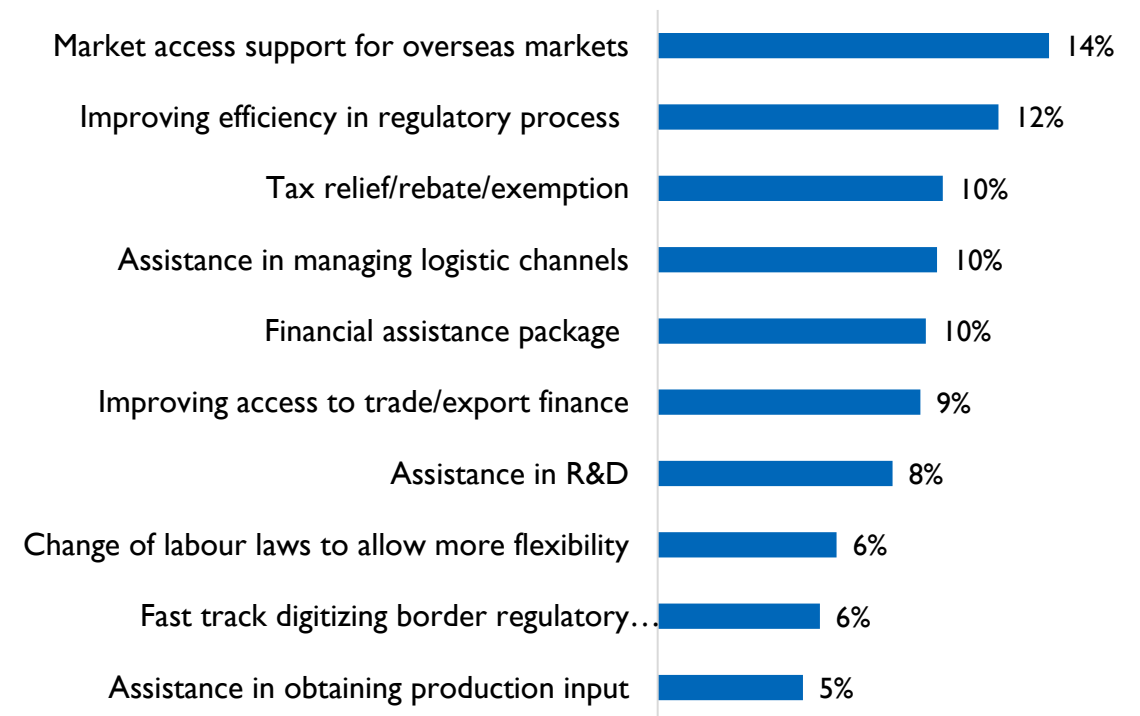 Market access support for overseas markets 14%
Improving efficiency in regulatory process 12%
Tax relief/rebate/exemption 10%
Assistance in managing logistic channels 10%
Financial assistance package 10%
Improving access to trade/export finance 9%
Assistance in R&D 8%
Change of labour laws to allow more flexibility 6%
Fast track digitizing border regulatory… 6%
Assistance in obtaining production input 5%